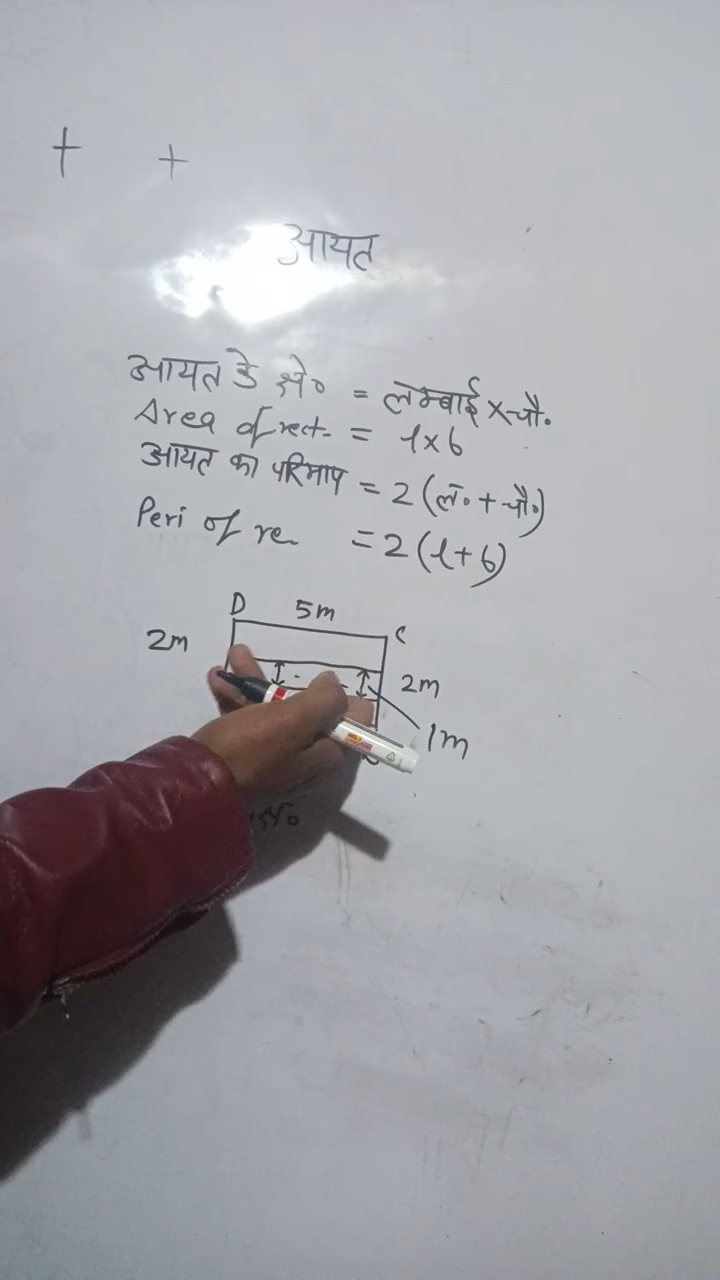 + +
आयत
आयत के क्षे० = लम्बाई × चौ.
Area of rect. = l×b
आयत का परिमाप = 2(लं० + चौ०)
Peri of re. = 2(l+b)
D 5m C
2m
2m
1m
क्षे०